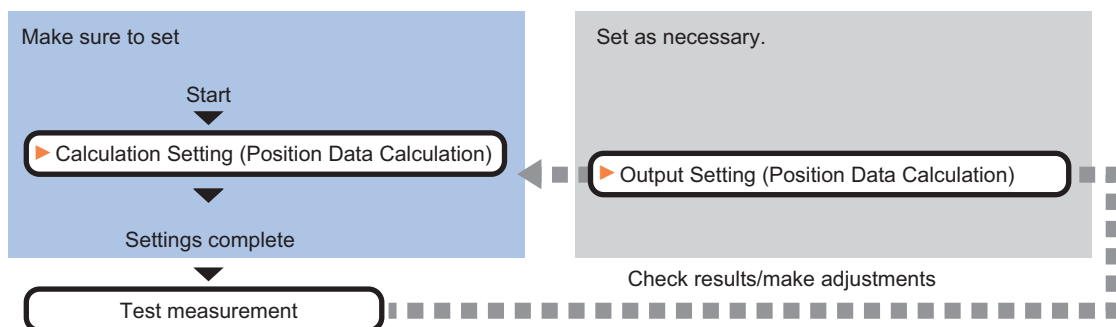 Make sure to set
Start
Calculation Setting (Position Data Calculation)
Settings complete
Test measurement
Set as necessary.
Output Setting (Position Data Calculation)
Check results/make adjustments